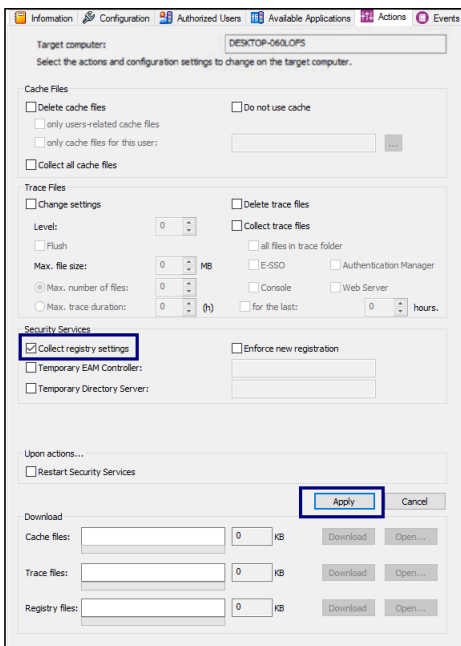 Information Configuration Authorized Users Available Applications Actions Events
Target computer: DESKTOP-060LOF5
Select the actions and configuration settings to change on the target computer.
Cache Files
Delete cache files Do not use cache
only users-related cache files
only cache files for this user: ...
Collect all cache files
Trace Files
Change settings Delete trace files
Level: 0 Collect trace files
Flush all files in trace folder
Max. file size: 0 MB E-SSO Authentication Manager
Max. number of files: 0 Console Web Server
Max. trace duration: 0 (h) for the last: 0 hours.
Security Services
Collect registry settings Enforce new registration
Temporary EAM Controller:
Temporary Directory Server:
Upon actions...
Restart Security Services
Apply Cancel
Download
Cache files: 0 KB Download Open...
Trace files: 0 KB Download Open...
Registry files: 0 KB Download Open...